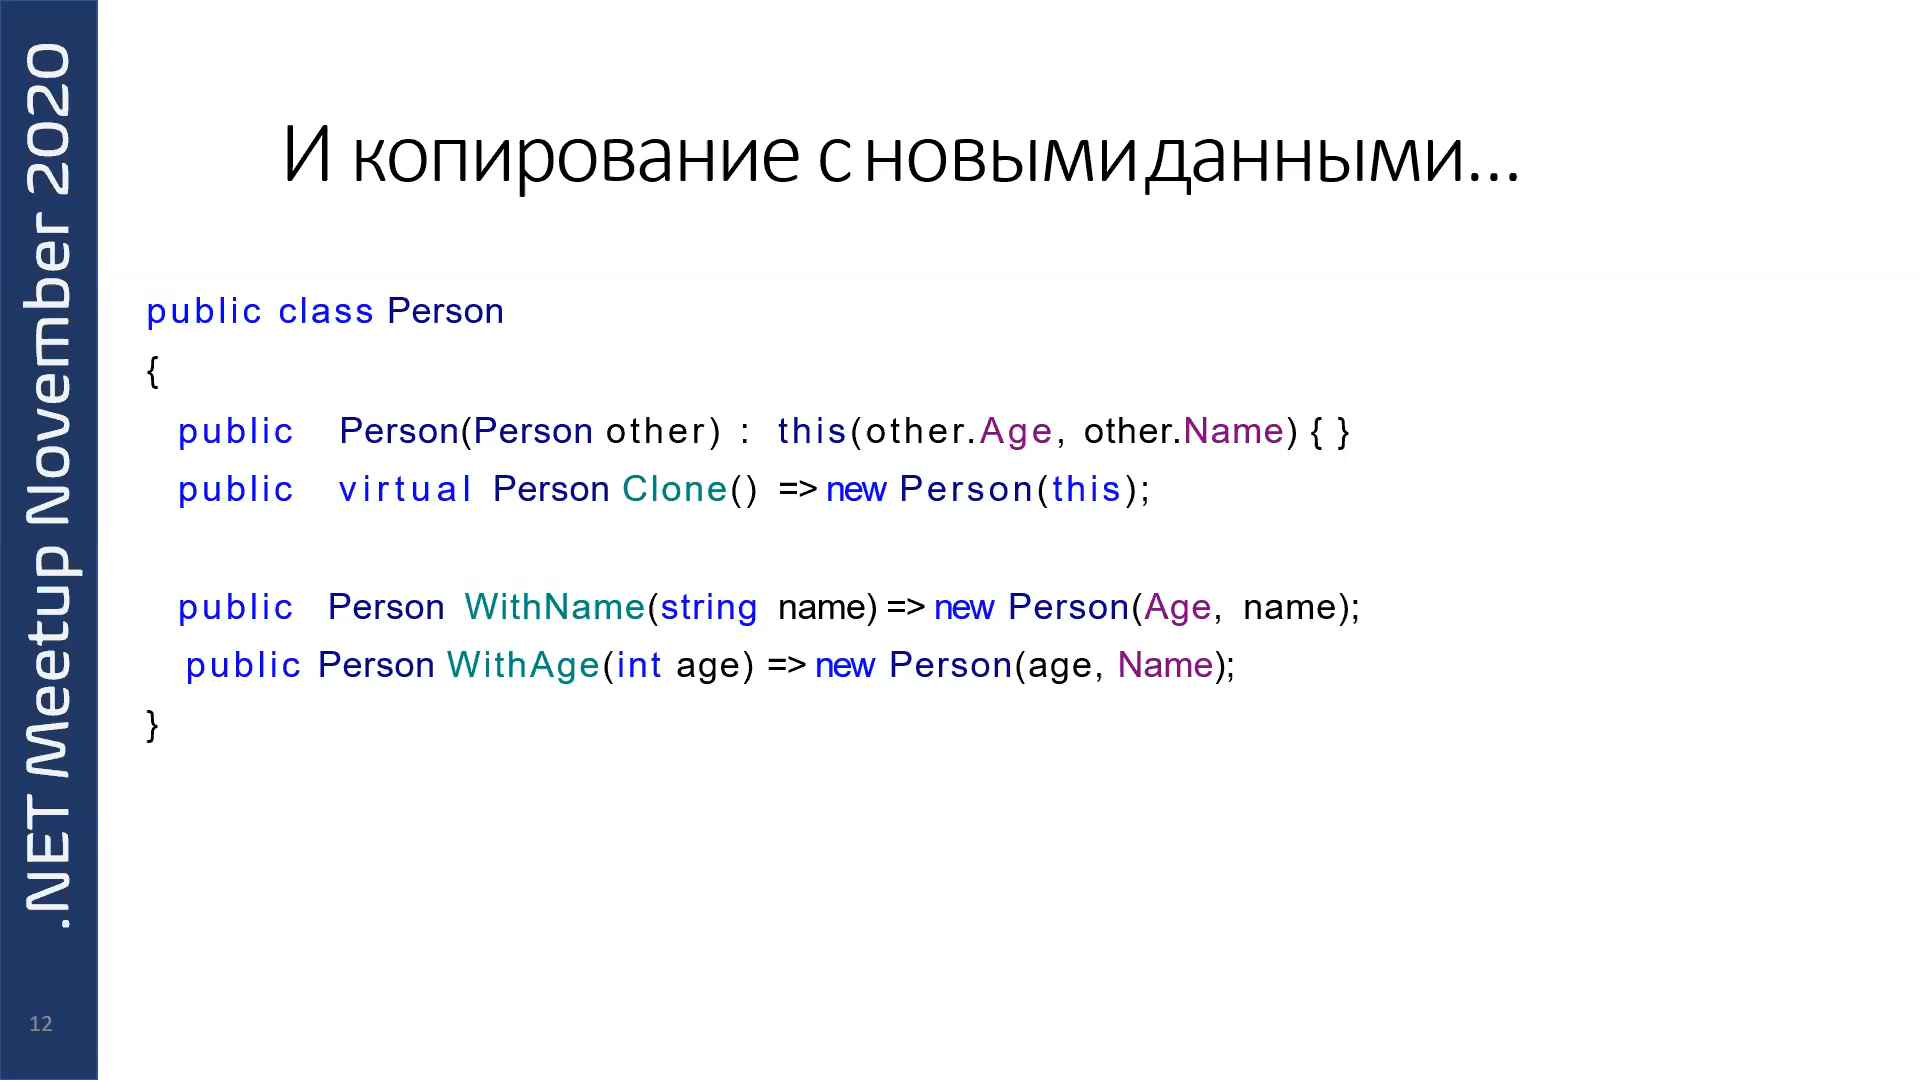 .NET Meetup November 2020
И копирование с новыми данными...
public class Person
{
public Person(Person other) : this(other.Age, other.Name) { }
public virtual Person Clone() => new Person(this);
public Person WithName(string name) => new Person(Age, name);
public Person WithAge(int age) => new Person(age, Name);
}
12